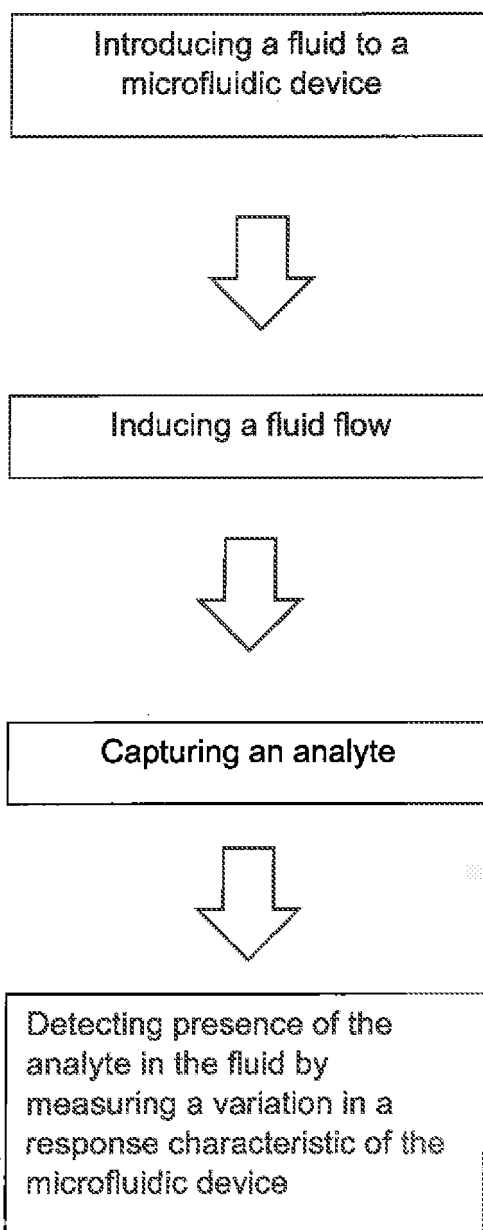 Introducing a fluid to a
microfluidic device
Inducing a fluid flow
Capturing an analyte
Detecting presence of the
analyte in the fluid by
measuring a variation in a
response characteristic of the
microfluidic device